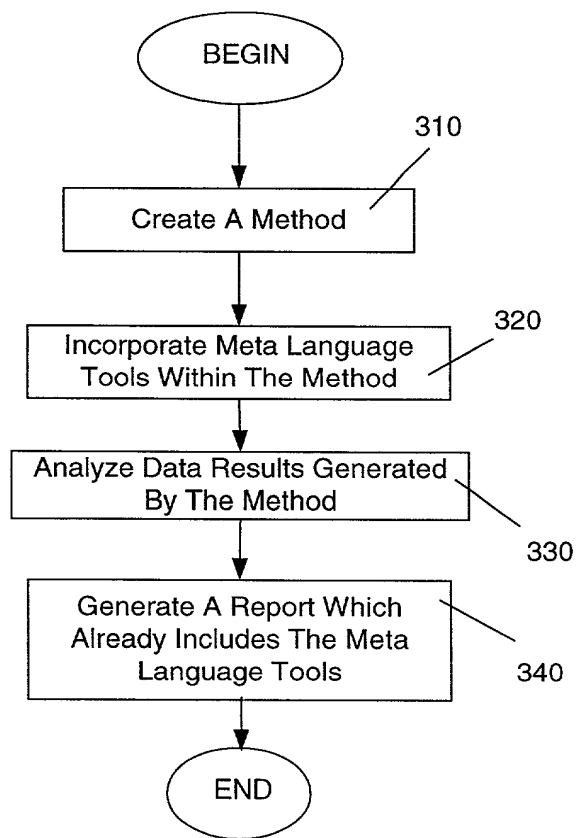 BEGIN
310
Create A Method
320
Incorporate Meta Language
Tools Within The Method
Analyze Data Results Generated
By The Method
330
Generate A Report Which
Already Includes The Meta
Language Tools
340
END